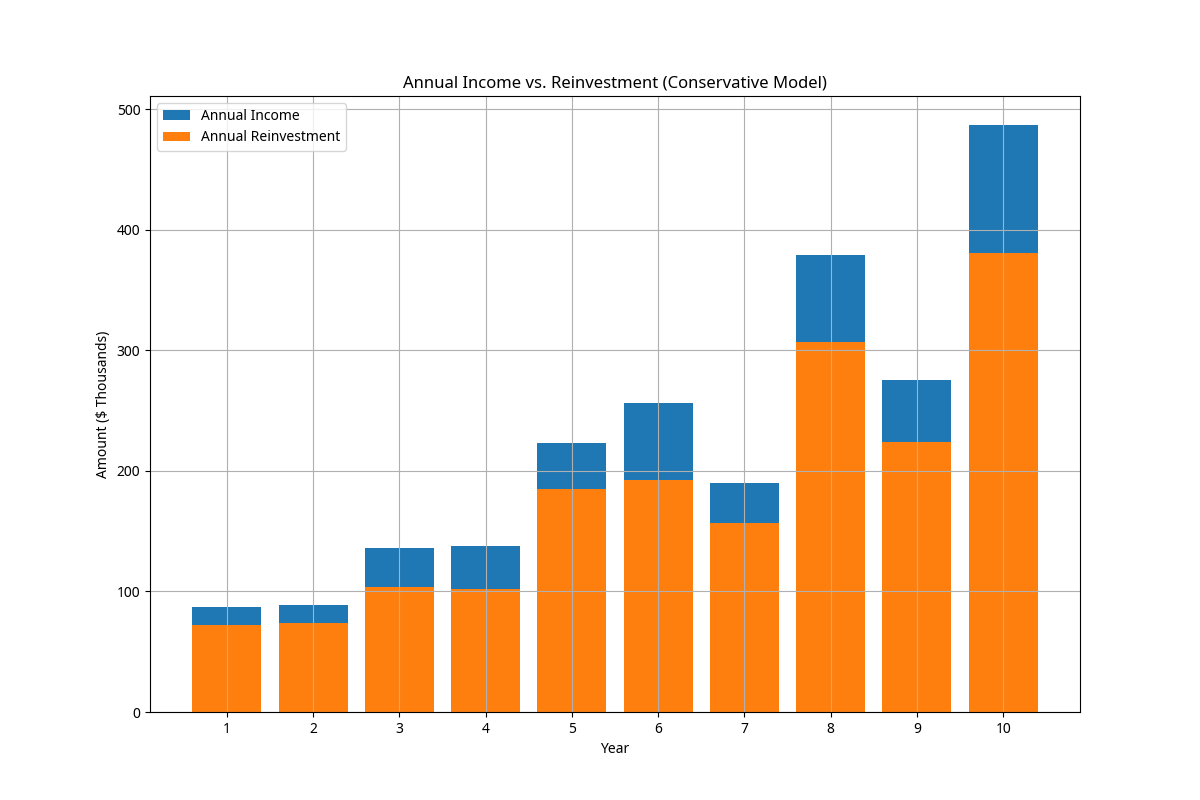 Annual Income vs. Reinvestment (Conservative Model)
Annual Income
Annual Reinvestment
Amount ($ Thousands)
500
400
300
200
100
0
1 2 3 4 5 6 7 8 9 10
Year